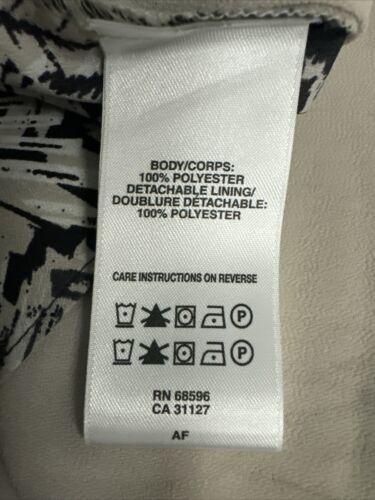 BODY/CORPS:
100% POLYESTER
DETACHABLE LINING/
DOUBLURE DÉTACHABLE:
100% POLYESTER
CARE INSTRUCTIONS ON REVERSE
P
P
RN 68596
CA 31127
AF